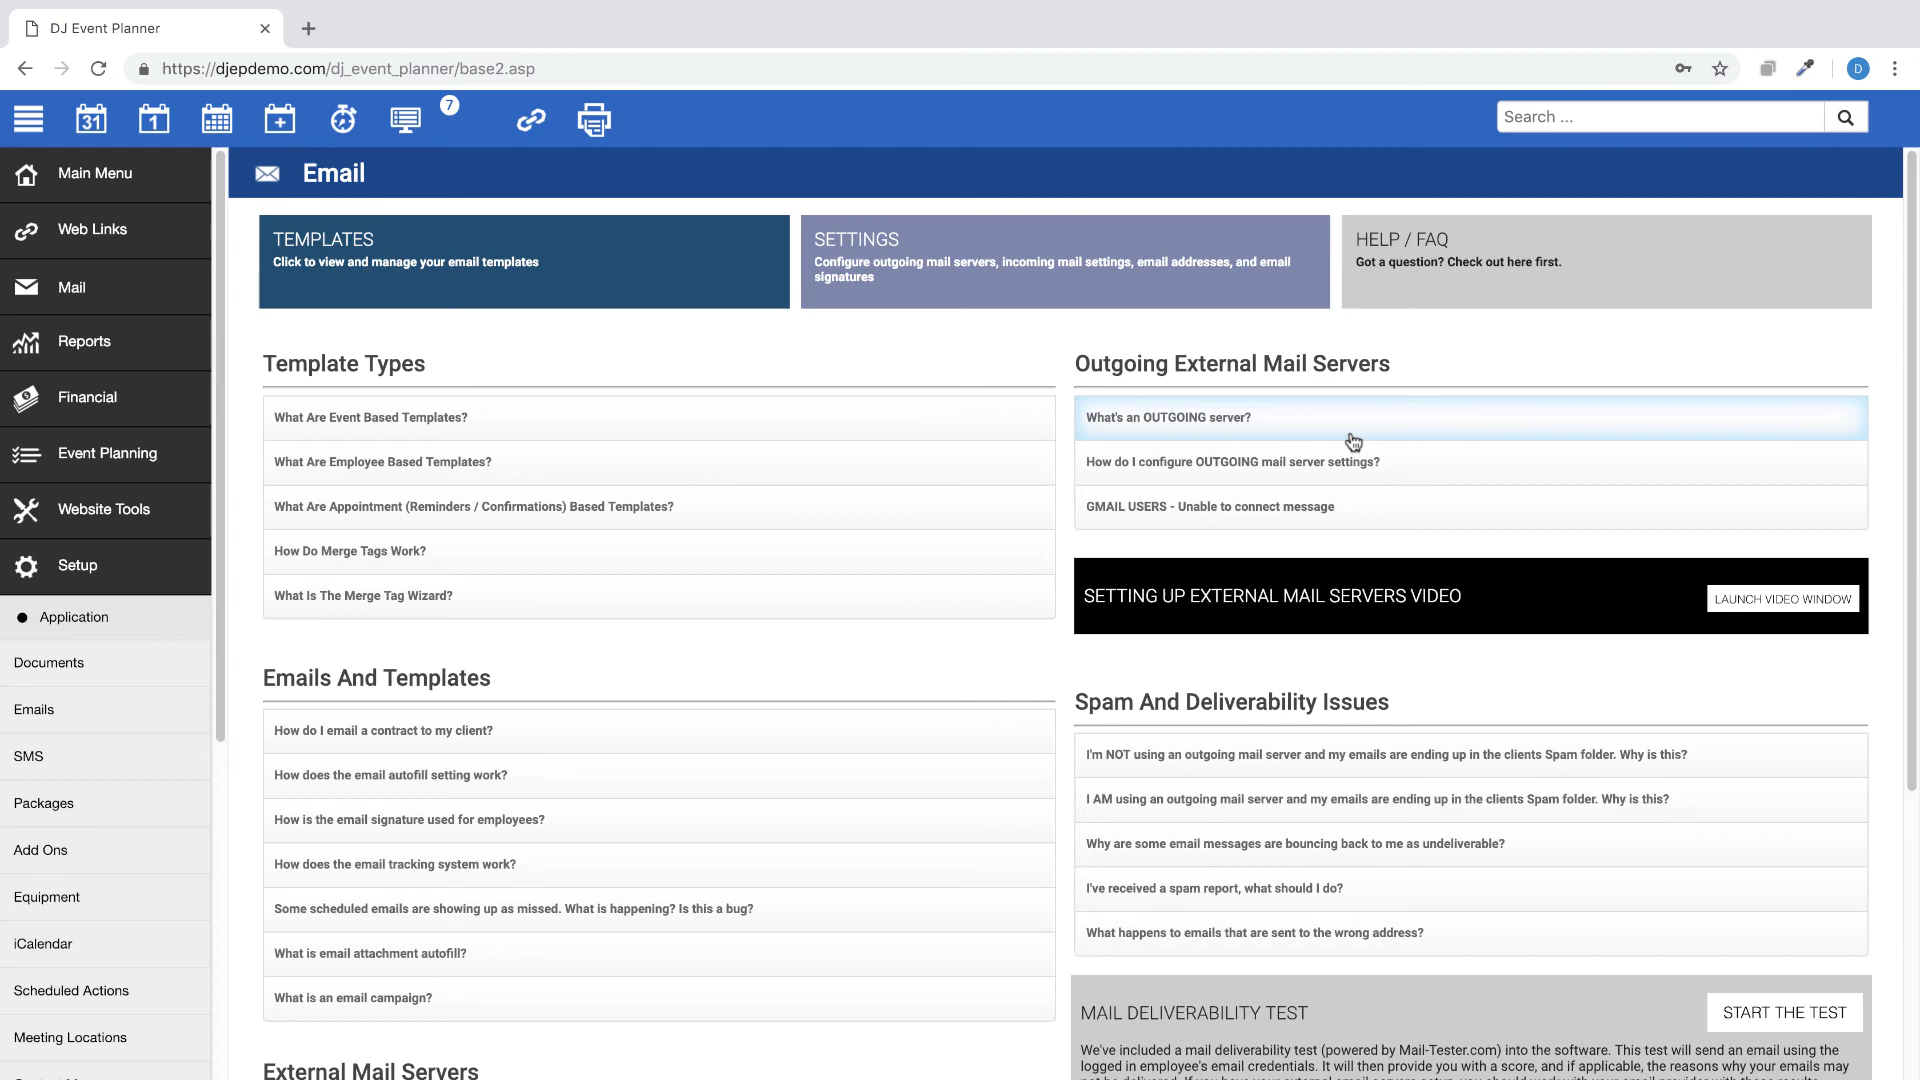 DJ Event Planner
https://djepdemo.com/dj_event_planner/base2.asp
D
31
1
7
Search ...
Main Menu
Web Links
Mail
Reports
Financial
Event Planning
Website Tools
Setup
Application
Documents
Emails
SMS
Packages
Add Ons
Equipment
iCalendar
Scheduled Actions
Meeting Locations
Email
TEMPLATES
Click to view and manage your email templates
SETTINGS
Configure outgoing mail servers, incoming mail settings, email addresses, and email
signatures
HELP / FAQ
Got a question? Check out here first.
Template Types
What Are Event Based Templates?
What Are Employee Based Templates?
What Are Appointment (Reminders / Confirmations) Based Templates?
How Do Merge Tags Work?
What Is The Merge Tag Wizard?
Emails And Templates
How do I email a contract to my client?
How does the email autofill setting work?
How is the email signature used for employees?
How does the email tracking system work?
Some scheduled emails are showing up as missed. What is happening? Is this a bug?
What is email attachment autofill?
What is an email campaign?
External Mail Servers
Outgoing External Mail Servers
What's an OUTGOING server?
How do I configure OUTGOING mail server settings?
GMAIL USERS - Unable to connect message
SETTING UP EXTERNAL MAIL SERVERS VIDEO
LAUNCH VIDEO WINDOW
Spam And Deliverability Issues
I'm NOT using an outgoing mail server and my emails are ending up in the clients Spam folder. Why is this?
I AM using an outgoing mail server and my emails are ending up in the clients Spam folder. Why is this?
Why are some email messages are bouncing back to me as undeliverable?
I've received a spam report, what should I do?
What happens to emails that are sent to the wrong address?
MAIL DELIVERABILITY TEST
START THE TEST
We've included a mail deliverability test (powered by Mail-Tester.com) into the software. This test will send an email using the
logged in employee's email credentials. It will then provide you with a score, and if applicable, the reasons why your emails may